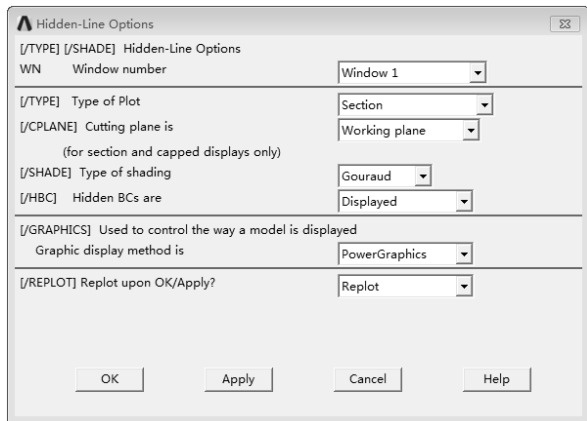 Hidden-Line Options
[/TYPE] [/SHADE] Hidden-Line Options
WN Window number Window 1
[/TYPE] Type of Plot Section
[/CPLANE] Cutting plane is Working plane
(for section and capped displays only)
[/SHADE] Type of shading Gouraud
[/HBC] Hidden BCs are Displayed
[/GRAPHICS] Used to control the way a model is displayed
Graphic display method is PowerGraphics
[/REPLOT] Replot upon OK/Apply? Replot
OK Apply Cancel Help